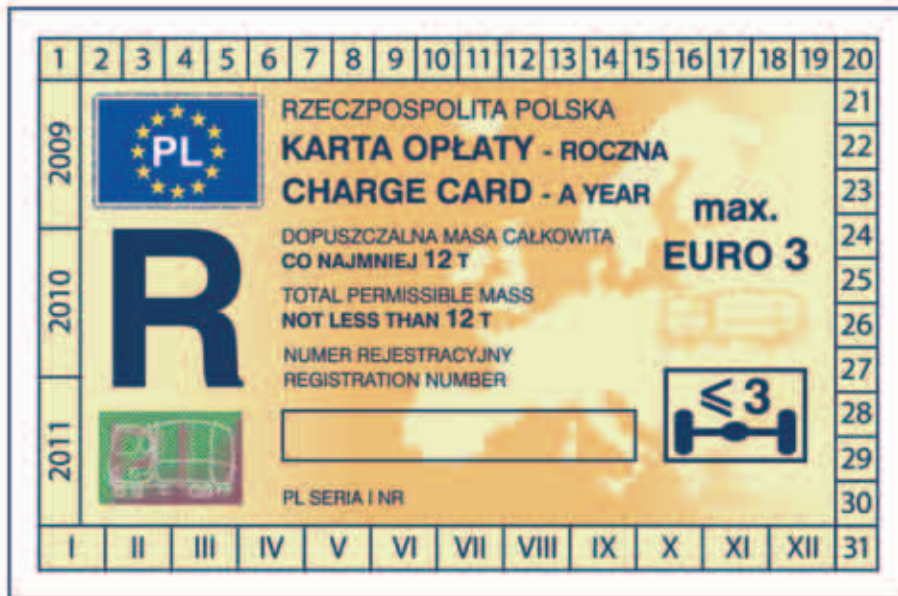 1 2 3 4 5 6 7 8 9 10 11 12 13 14 15 16 17 18 19 20
21
22
23
24
25
26
27
28
29
30
31
2009
2010
2011
PL
RZECZPOSPOLITA POLSKA
KARTA OPŁATY - ROCZNA
CHARGE CARD - A YEAR
max.
EURO 3
R
DOPUSZCZALNA MASA CAŁKOWITA
CO NAJMNIEJ 12 T
TOTAL PERMISSIBLE MASS
NOT LESS THAN 12 T
NUMER REJESTRACYJNY
REGISTRATION NUMBER
⩽ 3
PL SERIA I NR
I II III IV V VI VII VIII IX X XI XII